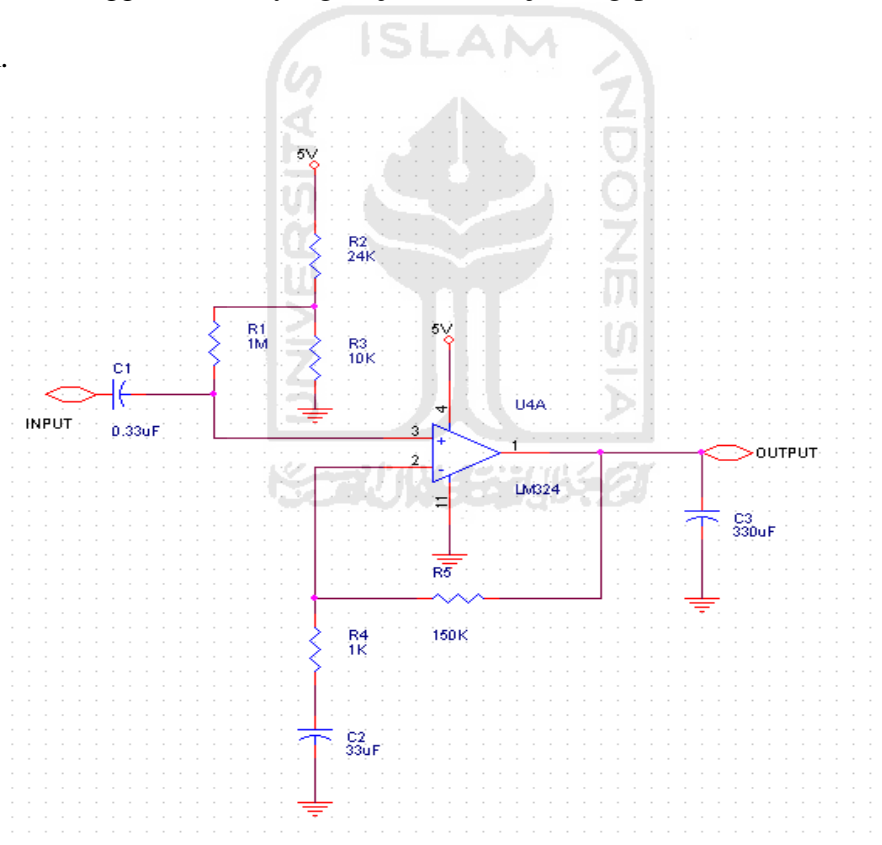 UNIVERSITAS ISLAM INDONESIA
5V
R2
24K
R1
1M
R3
10K
5V
C1
0.33uF
INPUT
4
U4A
3
+
2
-
1
OUTPUT
LM324
11
C3
330uF
R5
150K
R4
1K
C2
33uF